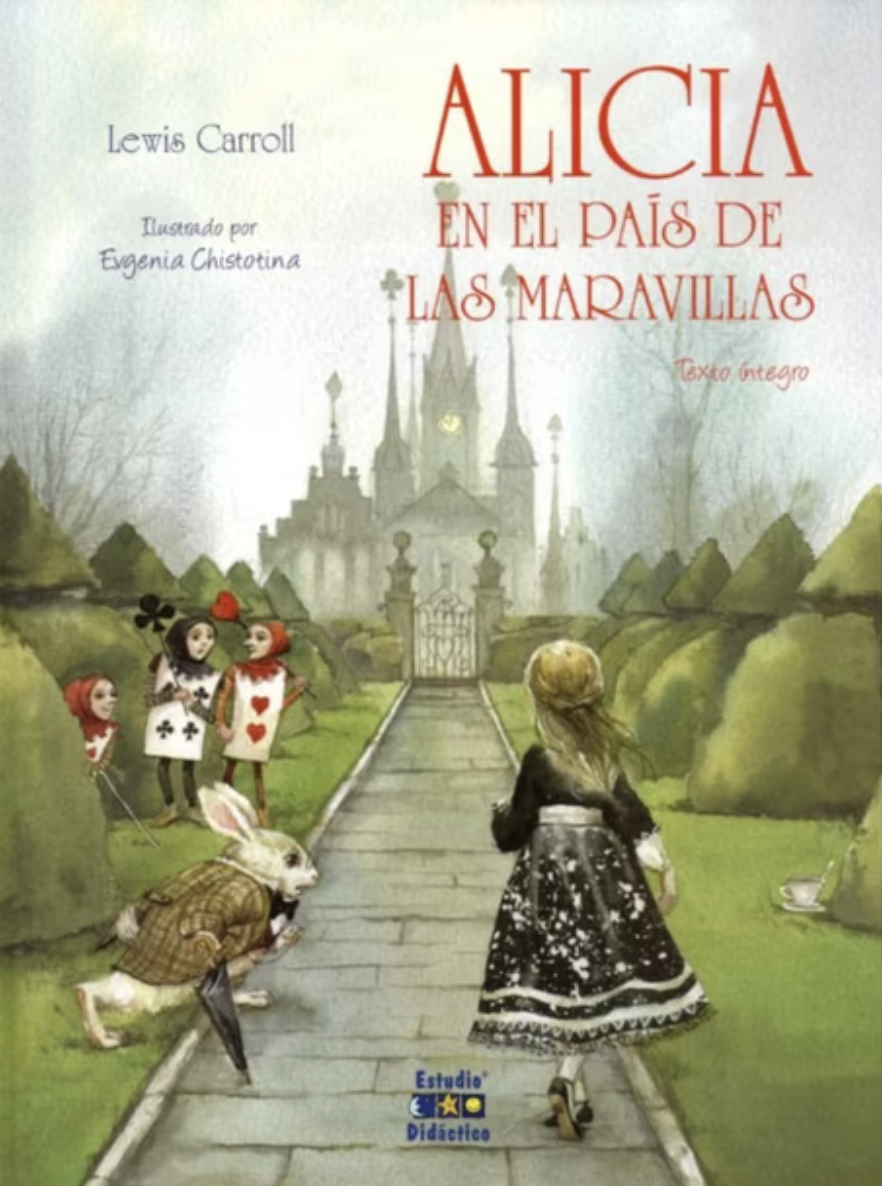 Lewis Carroll
Ilustrado por
Evgenia Chistotina
ALICIA
EN EL PAÍS DE
LAS MARAVILLAS
Texto íntegro
Estudio®
Didáctico